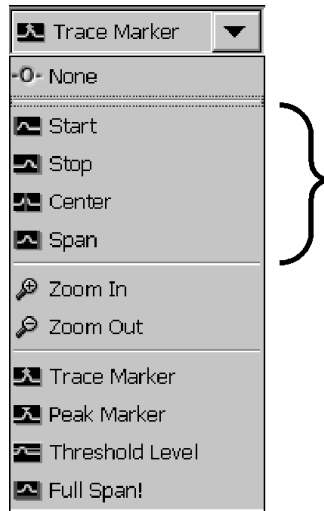 Trace Marker
-0- None
Start
Stop
Center
Span
Zoom In
Zoom Out
Trace Marker
Peak Marker
Threshold Level
Full Span!